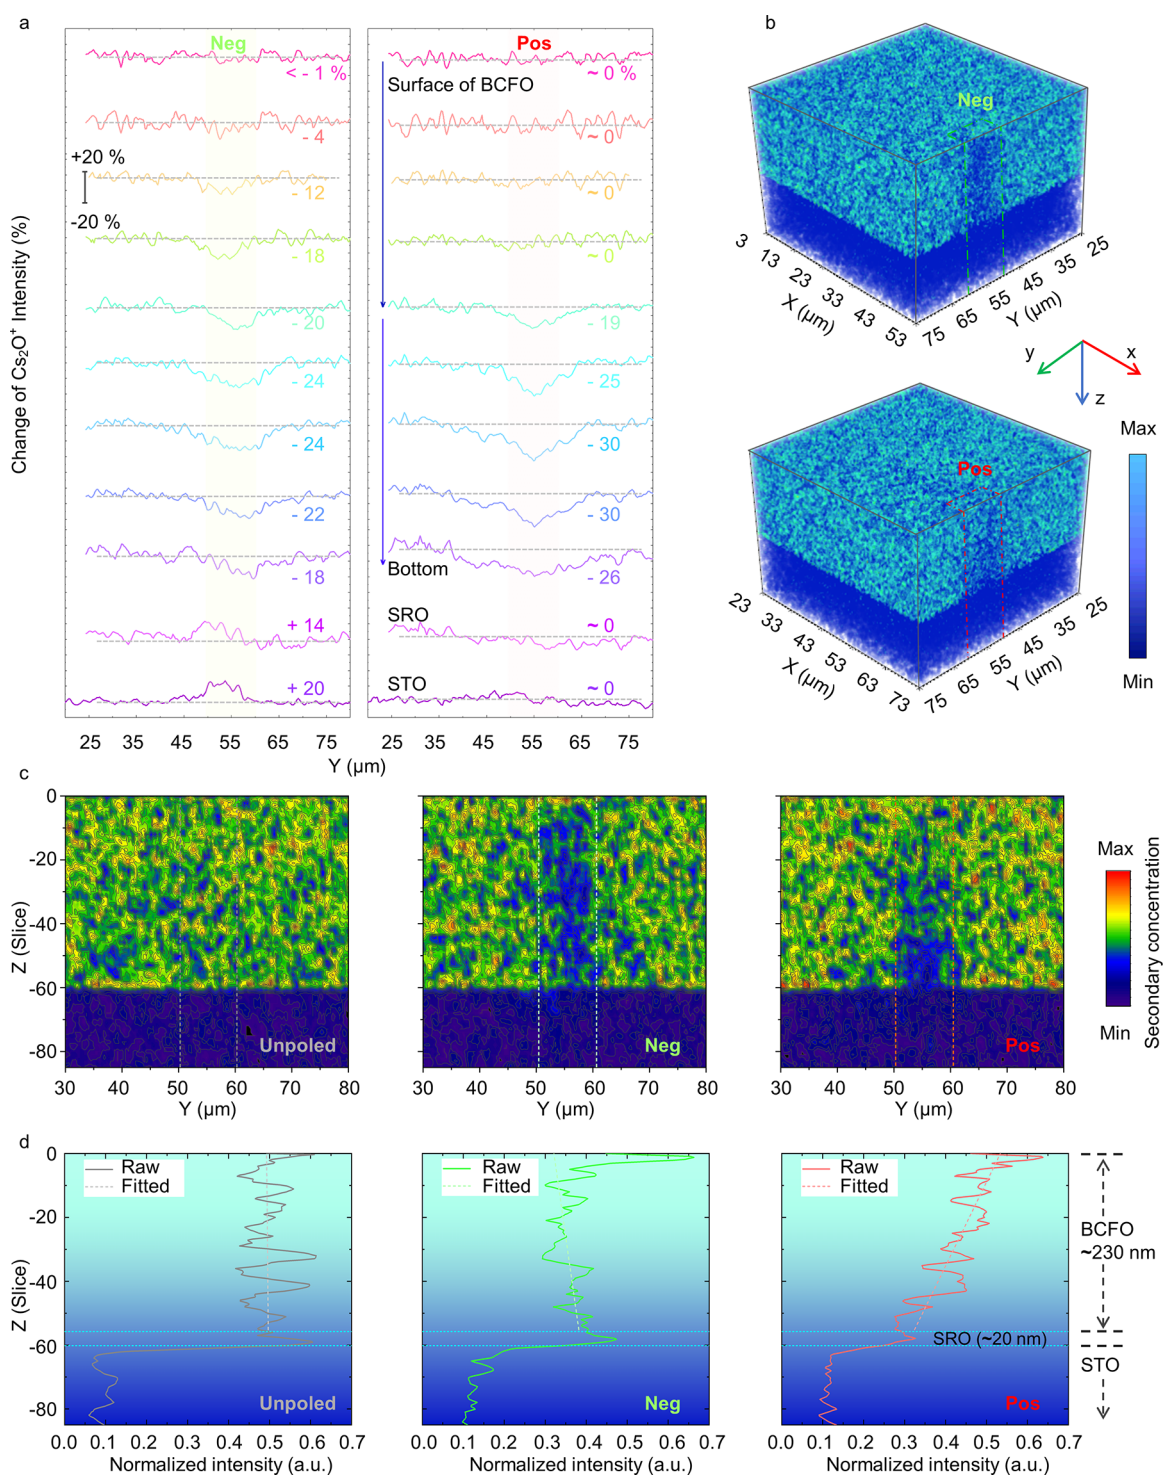 a
Neg
Pos
< - 1 %
~ 0 %
Surface of BCFO
- 4
~ 0
+20 %
-20 %
- 12
~ 0
- 18
~ 0
- 20
- 19
- 24
- 25
- 24
- 30
- 22
- 30
- 18
Bottom
- 26
+ 14
SRO
~ 0
+ 20
STO
~ 0
Change of Cs₂O⁺ Intensity (%)
25 35 45 55 65 75
25 35 45 55 65 75
Y (µm)
b
Neg
3 13 23 33 43 53
X (µm)
75 65 55 45 35 25
Y (µm)
y x
z
Pos
23 33 43 53 63 73
X (µm)
75 65 55 45 35 25
Y (µm)
Max
Min
c
0
-20
-40
-60
-80
Z (Slice)
Unpoled
30 40 50 60 70 80
Y (µm)
Neg
30 40 50 60 70 80
Y (µm)
Pos
30 40 50 60 70 80
Y (µm)
Max
Min
Secondary concentration
d
0
-20
-40
-60
-80
Z (Slice)
Raw
Fitted
Unpoled
0.0 0.1 0.2 0.3 0.4 0.5 0.6 0.7
Normalized intensity (a.u.)
Raw
Fitted
Neg
0.1 0.2 0.3 0.4 0.5 0.6 0.7
Normalized intensity (a.u.)
Raw
Fitted
SRO (~20 nm)
Pos
0.0 0.1 0.2 0.3 0.4 0.5 0.6 0.7
Normalized intensity (a.u.)
BCFO
~230 nm
STO